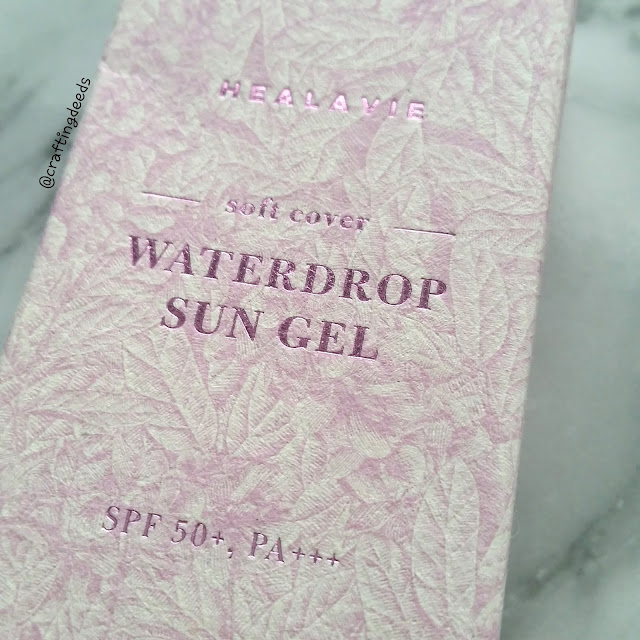 @craftingdeeds
HEALAVIE
soft cover
WATERDROP
SUN GEL
SPF 50+, PA+++